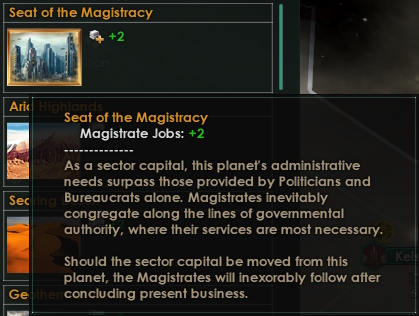 Seat of the Magistracy
+2
Seat of the Magistracy
Magistrate Jobs: +2
--------------
As a sector capital, this planet's administrative
needs surpass those provided by Politicians and
Bureaucrats alone. Magistrates inevitably
congregate along the lines of governmental
authority, where their services are most necessary.
Should the sector capital be moved from this
planet, the Magistrates will inexorably follow after
concluding present business.